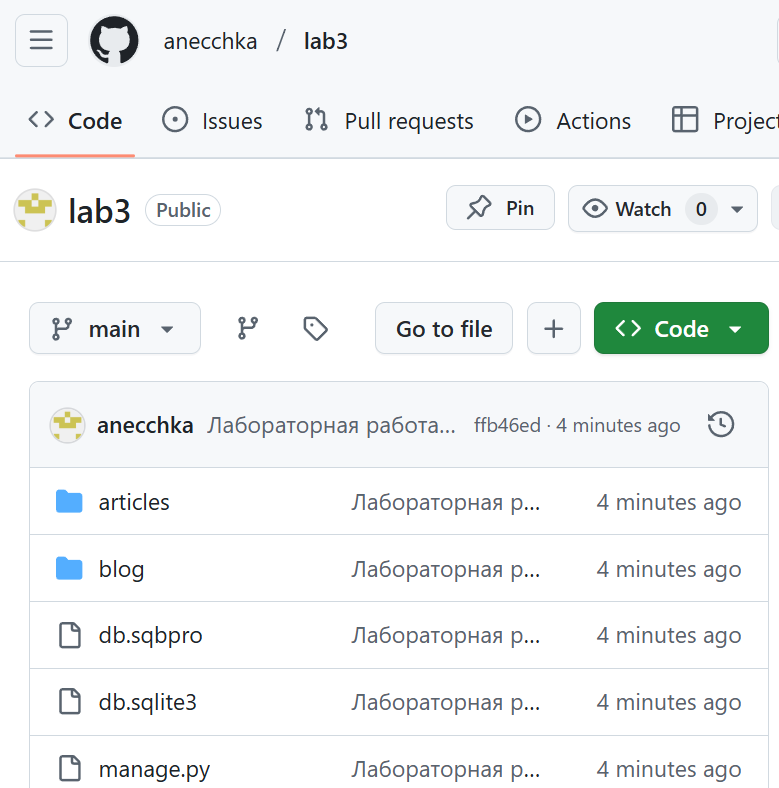 anecchka / lab3
Code Issues Pull requests Actions Project
lab3 Public Pin Watch 0
main Go to file + Code
anecchka Лабораторная работа... ffb46ed · 4 minutes ago
articles Лабораторная р... 4 minutes ago
blog Лабораторная р... 4 minutes ago
db.sqbpro Лабораторная р... 4 minutes ago
db.sqlite3 Лабораторная р... 4 minutes ago
manage.py Лабораторная р... 4 minutes ago